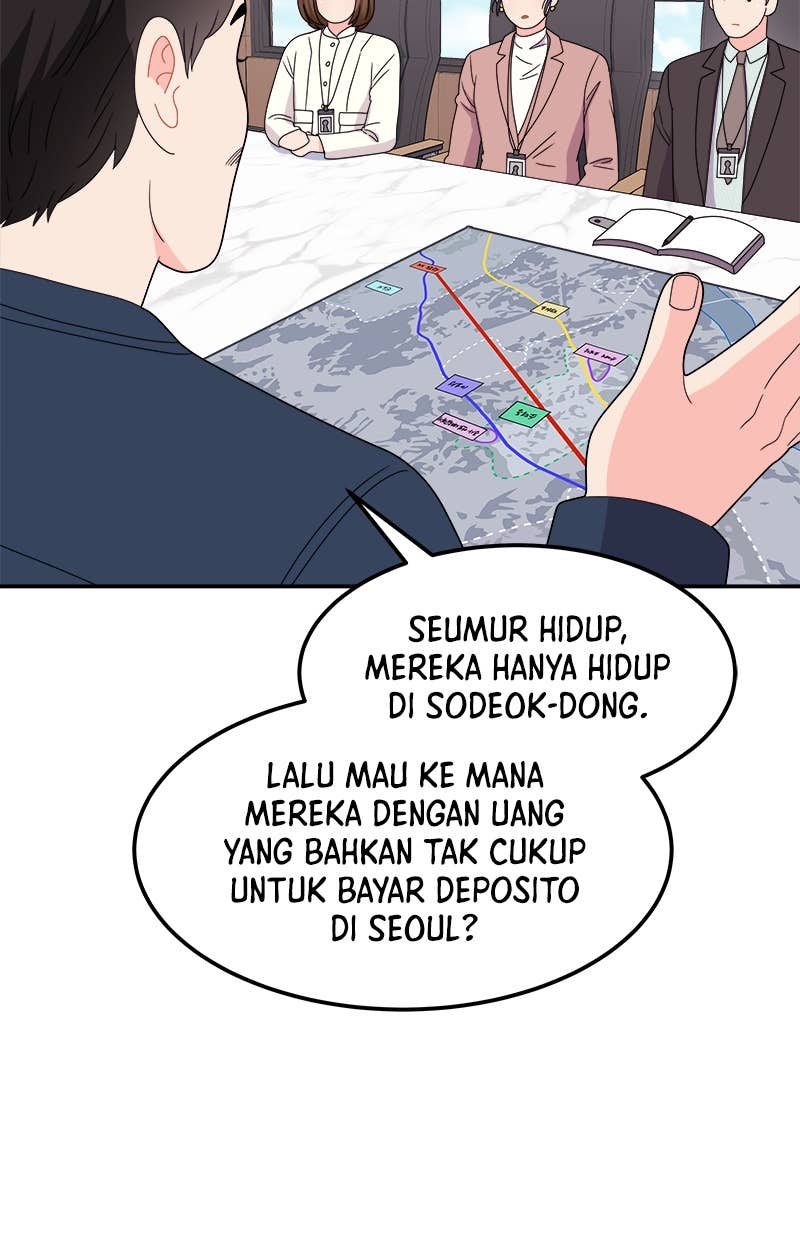 SEUMUR HIDUP,
MEREKA HANYA HIDUP
DI SODEOK-DONG.
LALU MAU KE MANA
MEREKA DENGAN UANG
YANG BAHKAN TAK CUKUP
UNTUK BAYAR DEPOSITO
DI SEOUL?